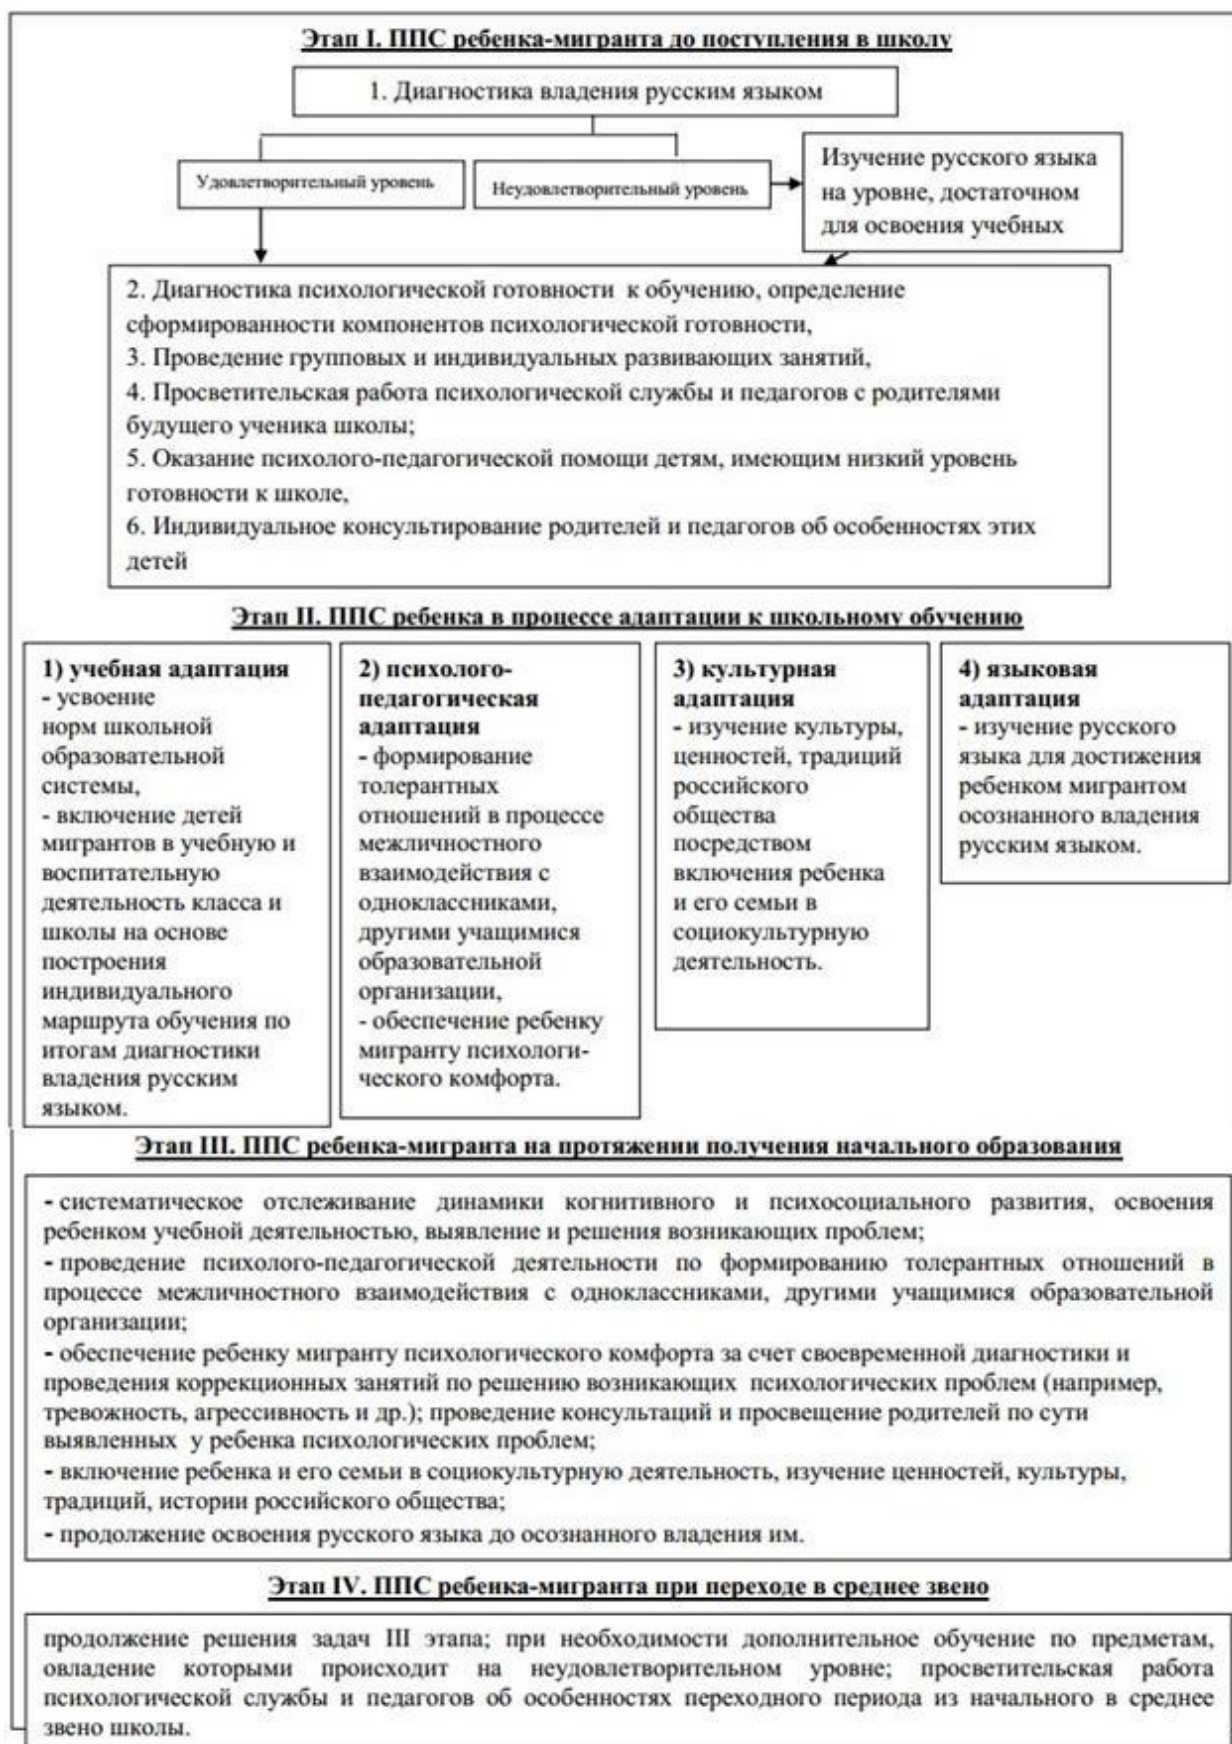 Этап I. ППС ребенка-мигранта до поступления в школу
1. Диагностика владения русским языком
Удовлетворительный уровень
Неудовлетворительный уровень
Изучение русского языка
на уровне, достаточном
для освоения учебных
2. Диагностика психологической готовности к обучению, определение
сформированности компонентов психологической готовности,
3. Проведение групповых и индивидуальных развивающих занятий,
4. Просветительская работа психологической службы и педагогов с родителями
будущего ученика школы;
5. Оказание психолого-педагогической помощи детям, имеющим низкий уровень
готовности к школе,
6. Индивидуальное консультирование родителей и педагогов об особенностях этих
детей
Этап II. ППС ребенка в процессе адаптации к школьному обучению
1) учебная адаптация
- усвоение
норм школьной
образовательной
системы,
- включение детей
мигрантов в учебную и
воспитательную
деятельность класса и
школы на основе
построения
индивидуального
маршрута обучения по
итогам диагностики
владения русским
языком.
2) психолого-
педагогическая
адаптация
- формирование
толерантных
отношений в процессе
межличностного
взаимодействия с
одноклассниками,
другими учащимися
образовательной
организации,
- обеспечение ребенку
мигранту психологи-
ческого комфорта.
3) культурная
адаптация
- изучение культуры,
ценностей, традиций
российского
общества
посредством
включения ребенка
и его семьи в
социокультурную
деятельность.
4) языковая
адаптация
- изучение русского
языка для достижения
ребенком мигрантом
осознанного владения
русским языком.
Этап III. ППС ребенка-мигранта на протяжении получения начального образования
- систематическое отслеживание динамики когнитивного и психосоциального развития, освоения
ребенком учебной деятельностью, выявление и решения возникающих проблем;
- проведение психолого-педагогической деятельности по формированию толерантных отношений в
процессе межличностного взаимодействия с одноклассниками, другими учащимися образовательной
организации;
- обеспечение ребенку мигранту психологического комфорта за счет своевременной диагностики и
проведения коррекционных занятий по решению возникающих психологических проблем (например,
тревожность, агрессивность и др.); проведение консультаций и просвещение родителей по сути
выявленных у ребенка психологических проблем;
- включение ребенка и его семьи в социокультурную деятельность, изучение ценностей, культуры,
традиций, истории российского общества;
- продолжение освоения русского языка до осознанного владения им.
Этап IV. ППС ребенка-мигранта при переходе в среднее звено
продолжение решения задач III этапа; при необходимости дополнительное обучение по предметам,
овладение которыми происходит на неудовлетворительном уровне; просветительская работа
психологической службы и педагогов об особенностях переходного периода из начального в среднее
звено школы.